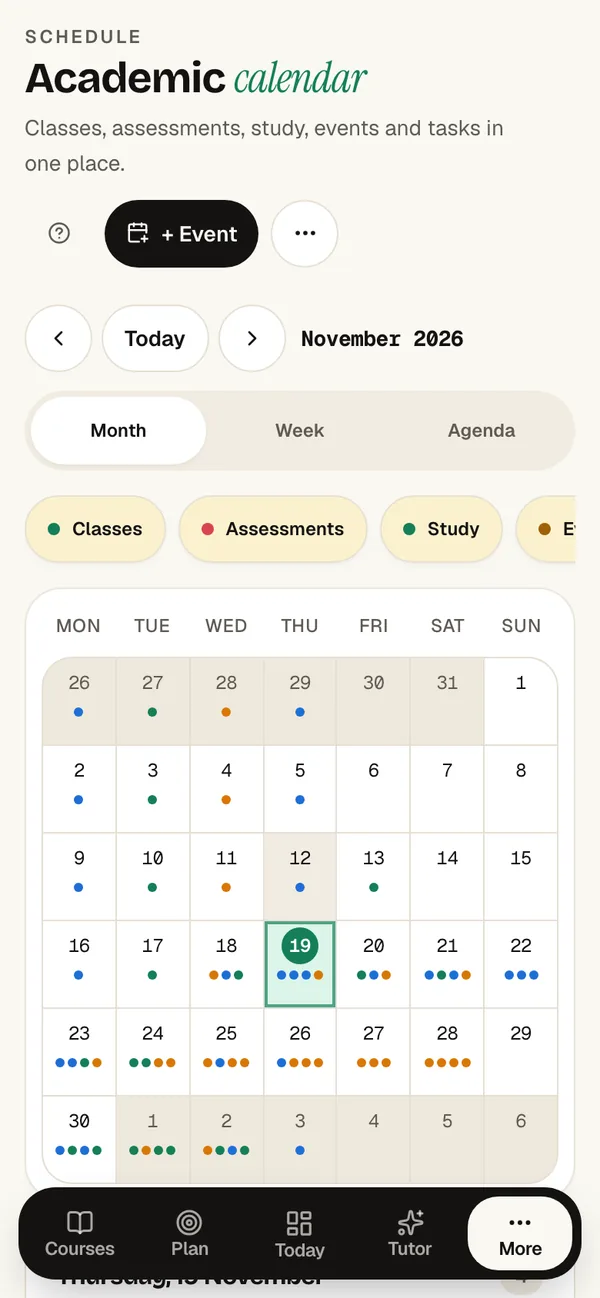 SCHEDULE
Academic calendar
Classes, assessments, study, events and tasks in
one place.
+ Event
Today
November 2026
Month Week Agenda
Classes Assessments Study
MON TUE WED THU FRI SAT SUN
26 27 28 29 30 31 1
2 3 4 5 6 7 8
9 10 11 12 13 14 15
16 17 18 19 20 21 22
23 24 25 26 27 28 29
30 1 2 3 4 5 6
Courses Plan Today Tutor More